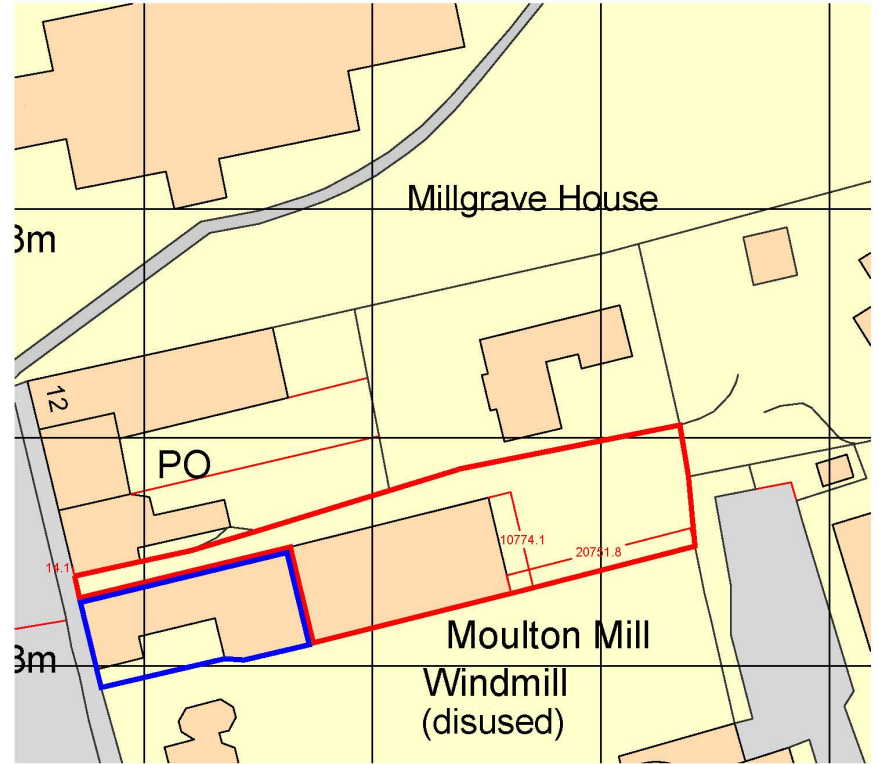 Millgrave House
3m
12
PO
10774.1
20751.8
14.1
Moulton Mill
3m
Windmill
(disused)